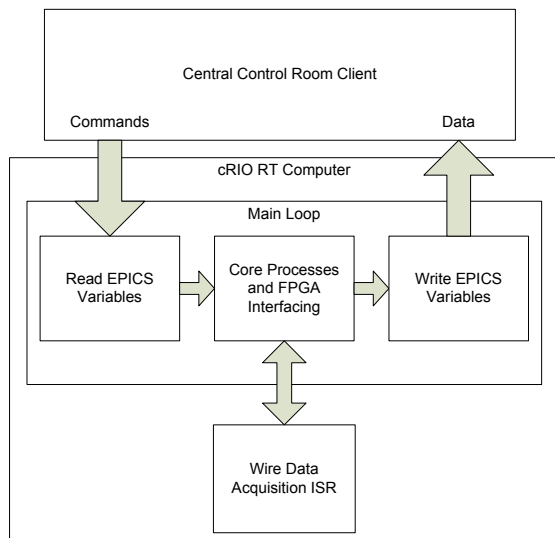 Central Control Room Client
Commands
Data
cRIO RT Computer
Main Loop
Read EPICS
Variables
Core Processes
and FPGA
Interfacing
Write EPICS
Variables
Wire Data
Acquisition ISR